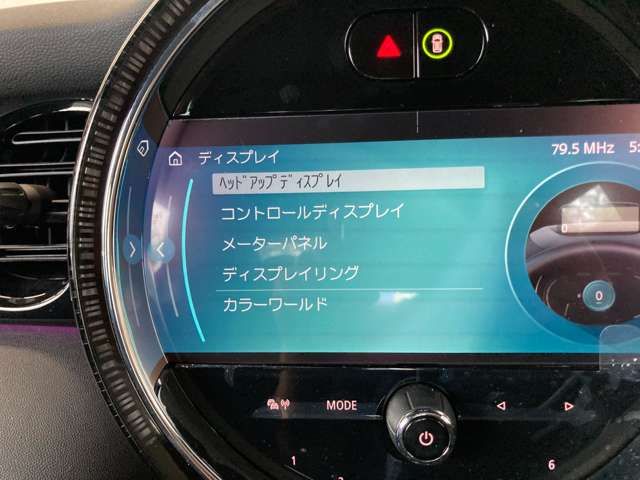 ディスプレイ
79.5 MHz 5:
ﾍｯﾄﾞｱｯﾌﾟﾃﾞｨｽﾌﾟﾚｲ
コントロールディスプレイ
メーターパネル
ディスプレイリング
カラーワールド
0
0
MODE
1
6